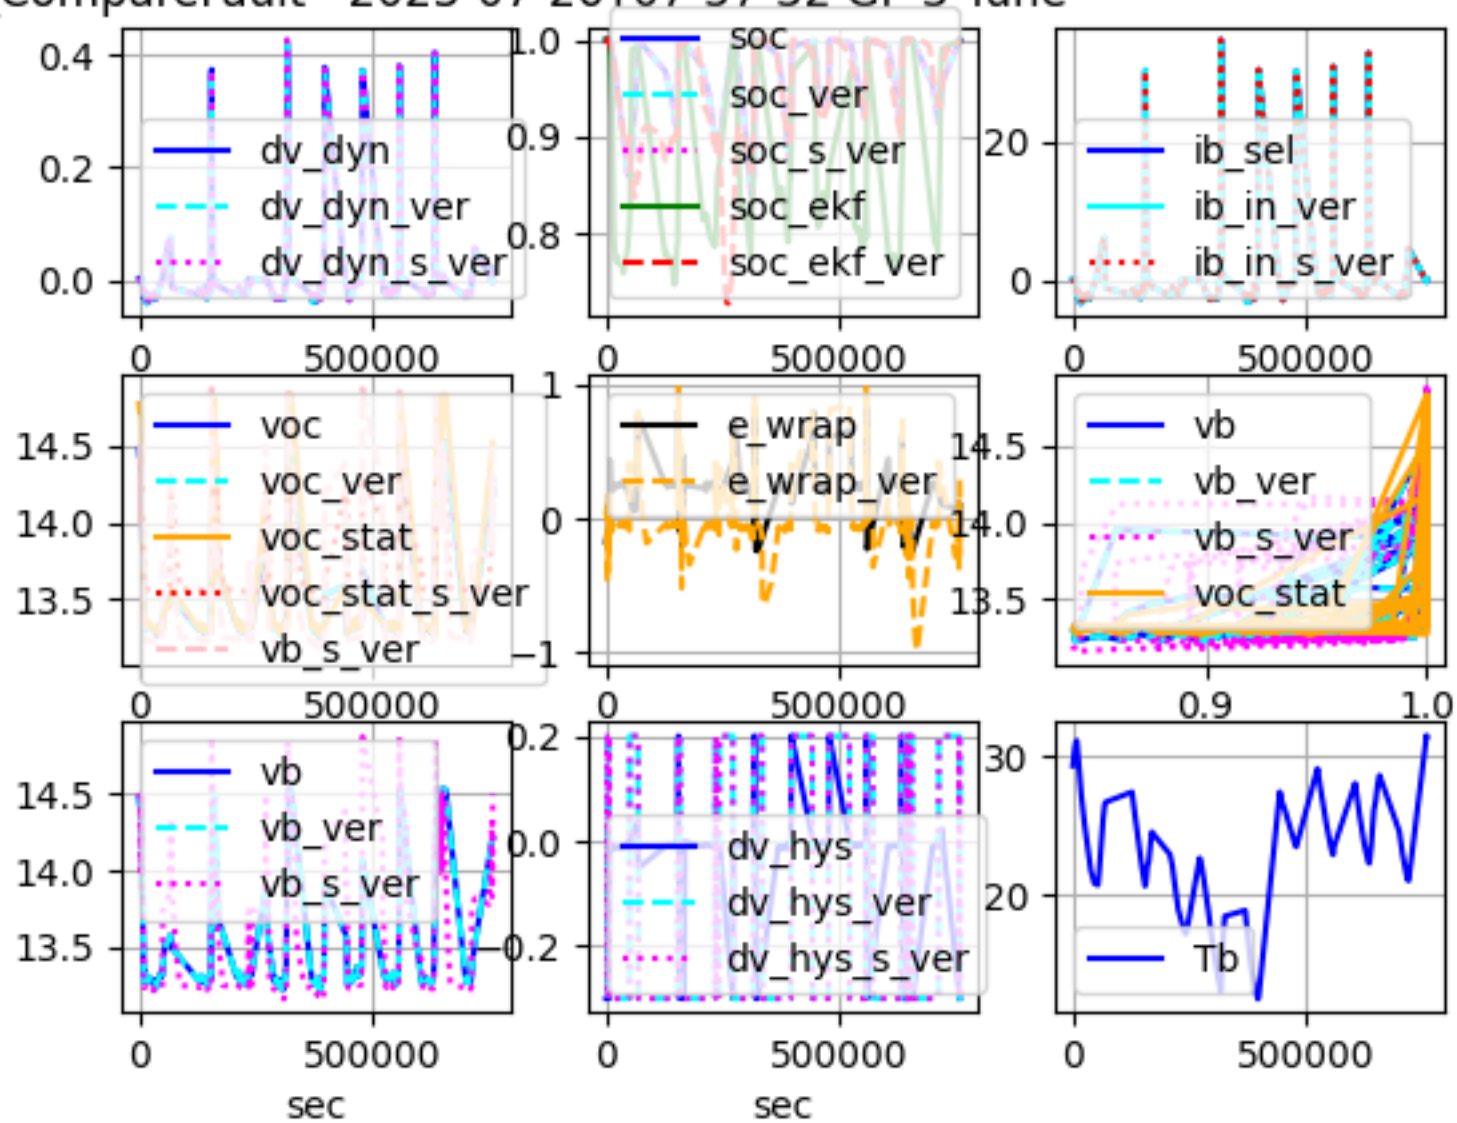 0.4
0.2
0.0
dv_dyn
dv_dyn_ver
dv_dyn_s_ver
0
500000
1.0
0.9
0.8
soc
soc_ver
soc_s_ver
soc_ekf
soc_ekf_ver
0
500000
20
0
ib_sel
ib_in_ver
ib_in_s_ver
0
500000
14.5
14.0
13.5
voc
voc_ver
voc_stat
voc_stat_s_ver
vb_s_ver
0
500000
1
0
−1
e_wrap
e_wrap_ver
0
500000
14.5
14.0
13.5
vb
vb_ver
vb_s_ver
voc_stat
0.9
1.0
14.5
14.0
13.5
vb
vb_ver
vb_s_ver
0
500000
sec
0.2
0.0
−0.2
dv_hys
dv_hys_ver
dv_hys_s_ver
0
500000
sec
30
20
Tb
0
500000